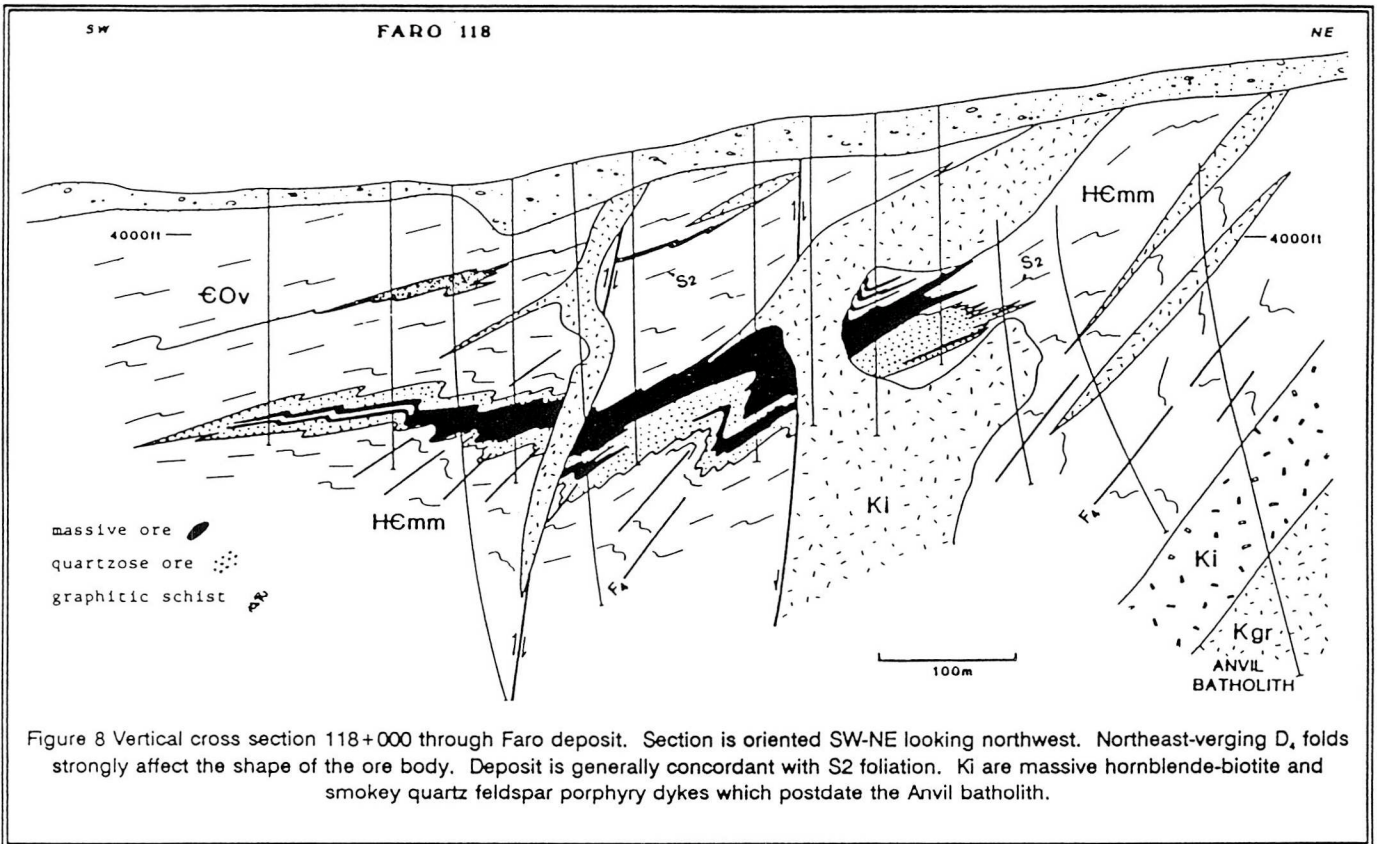 SW FARO 118 NE
HЄmm
4000ft
4000ft
S2
S2
ЄOv
HЄmm
F₄
F₄
Ki
Ki
Kgr
ANVIL
BATHOLITH
massive ore
quartzose ore
graphitic schist
100m
Figure 8 Vertical cross section 118+000 through Faro deposit. Section is oriented SW-NE looking northwest. Northeast-verging D₄ folds
strongly affect the shape of the ore body. Deposit is generally concordant with S2 foliation. Ki are massive hornblende-biotite and
smokey quartz feldspar porphyry dykes which postdate the Anvil batholith.